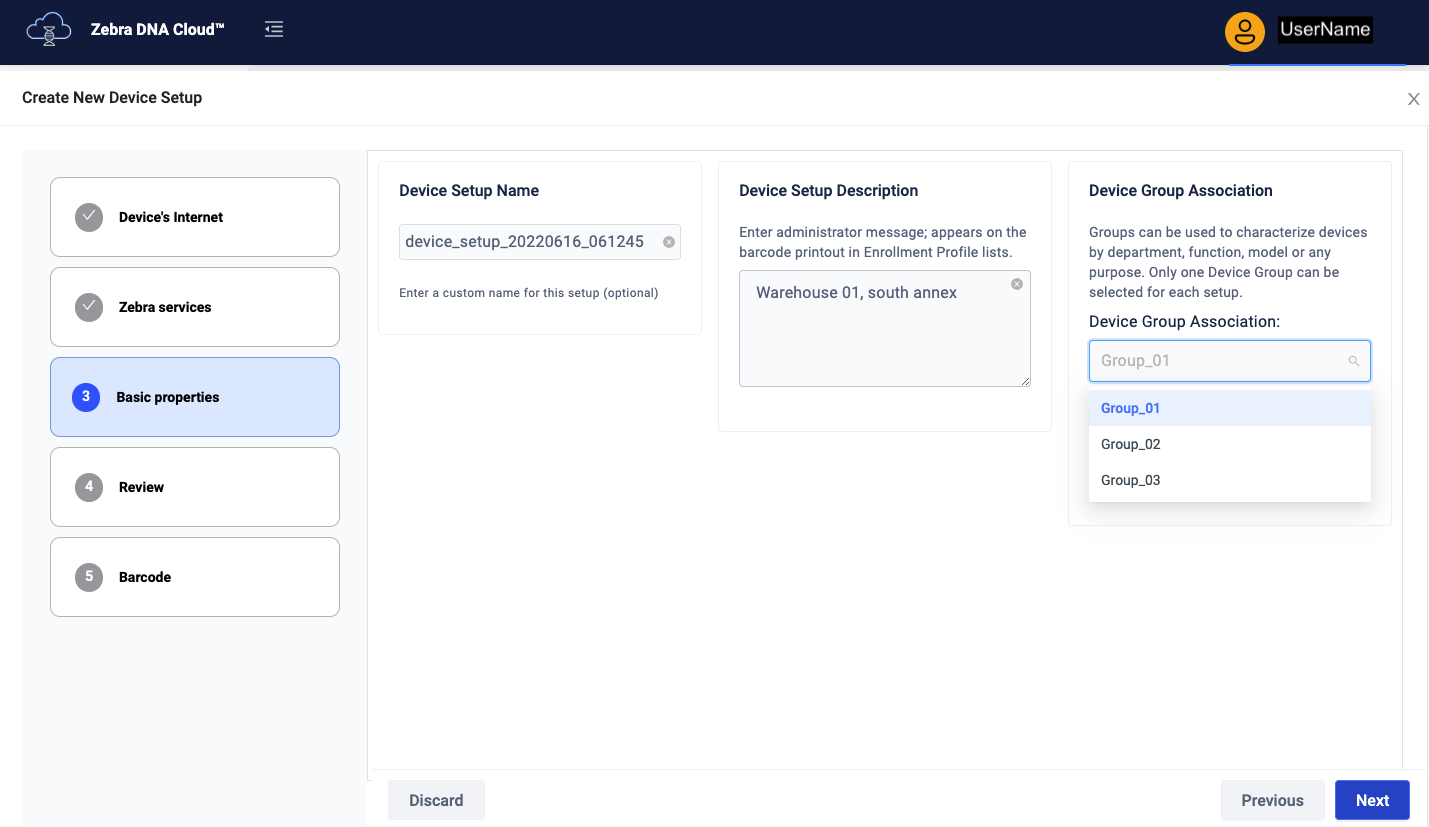 Zebra DNA Cloud™
UserName
Create New Device Setup
X
Device's Internet
Zebra services
3
Basic properties
4
Review
5
Barcode
Device Setup Name
device_setup_20220616_061245
Enter a custom name for this setup (optional)
Device Setup Description
Enter administrator message; appears on the
barcode printout in Enrollment Profile lists.
Warehouse 01, south annex
Device Group Association
Groups can be used to characterize devices
by department, function, model or any
purpose. Only one Device Group can be
selected for each setup.
Device Group Association:
Group_01
Group_01
Group_02
Group_03
Discard
Previous
Next